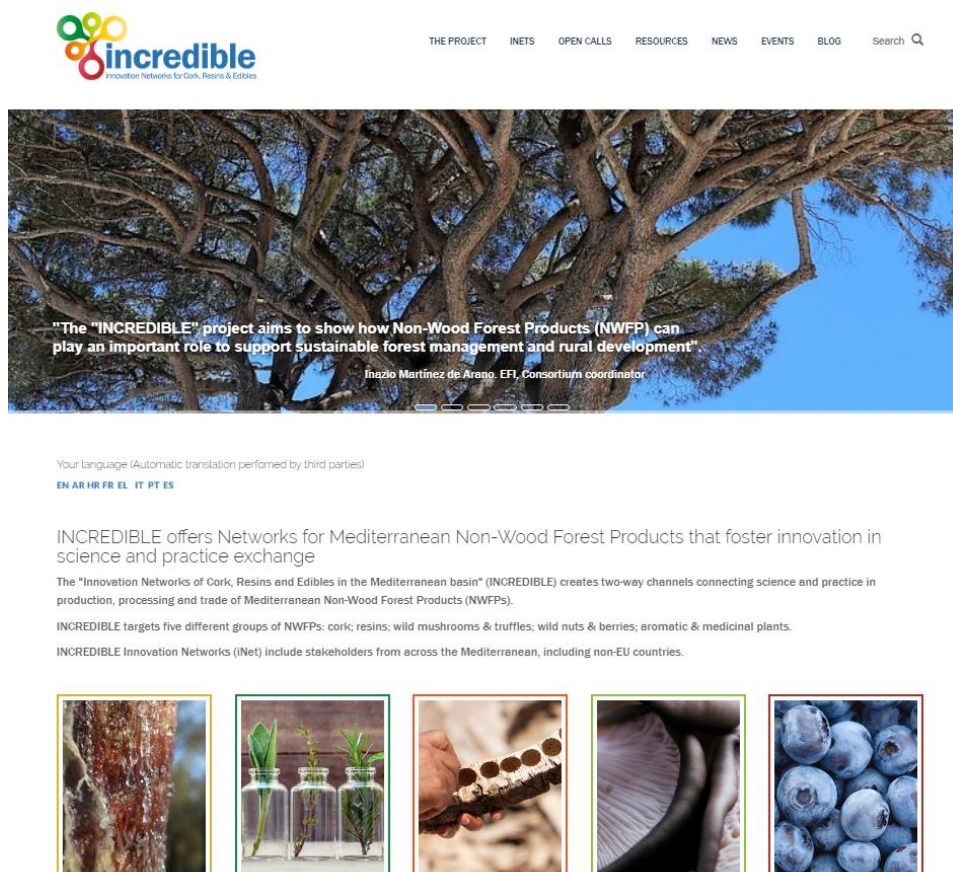 incredible
Innovation Networks for Cork, Resins & Edibles
THE PROJECT INETS OPEN CALLS RESOURCES NEWS EVENTS BLOG Search
"The "INCREDIBLE" project aims to show how Non-Wood Forest Products (NWFP) can
play an important role to support sustainable forest management and rural development".
Inazio Martínez de Arano. EFI, Consortium coordinator
Your language (Automatic translation perfomed by third parties)
EN AR HR FR EL IT PT ES
INCREDIBLE offers Networks for Mediterranean Non-Wood Forest Products that foster innovation in
science and practice exchange
The "Innovation Networks of Cork, Resins and Edibles in the Mediterranean basin" (INCREDIBLE) creates two-way channels connecting science and practice in
production, processing and trade of Mediterranean Non-Wood Forest Products (NWFPs).
INCREDIBLE targets five different groups of NWFPs: cork; resins; wild mushrooms & truffles; wild nuts & berries; aromatic & medicinal plants.
INCREDIBLE Innovation Networks (iNet) include stakeholders from across the Mediterranean, including non-EU countries.